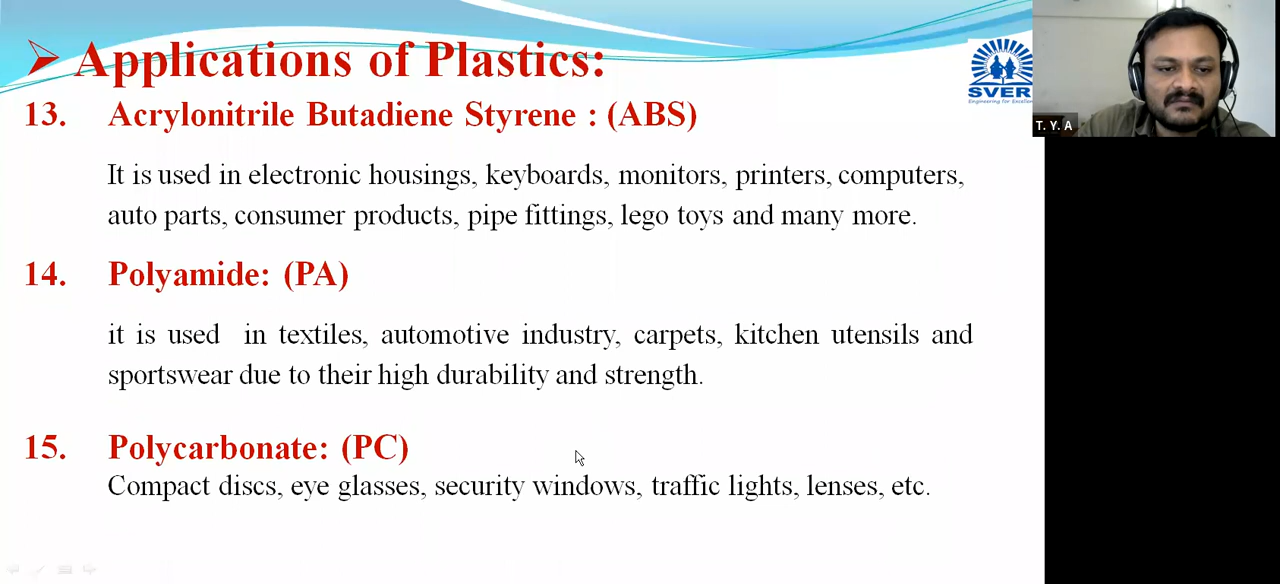 Applications of Plastics:
13. Acrylonitrile Butadiene Styrene : (ABS)
It is used in electronic housings, keyboards, monitors, printers, computers,
auto parts, consumer products, pipe fittings, lego toys and many more.
14. Polyamide: (PA)
it is used in textiles, automotive industry, carpets, kitchen utensils and
sportswear due to their high durability and strength.
15. Polycarbonate: (PC)
Compact discs, eye glasses, security windows, traffic lights, lenses, etc.
SVER
Engineering for Excellen
T. Y. A